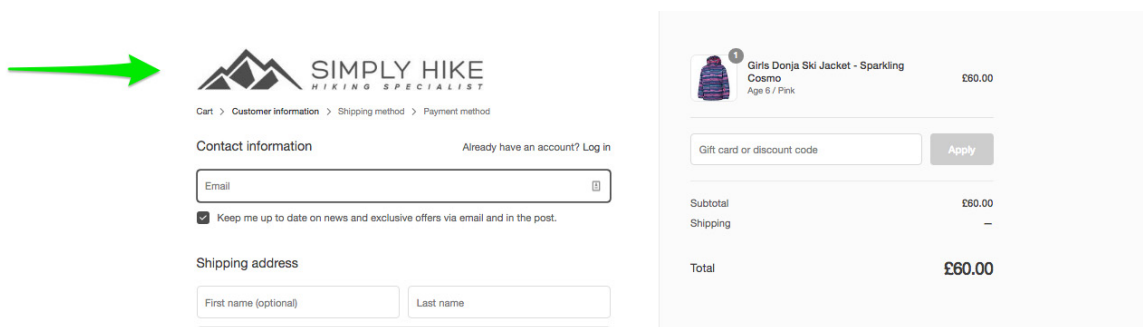 SIMPLY HIKE
HIKING SPECIALIST
Cart > Customer information > Shipping method > Payment method
Contact information
Already have an account? Log in
Email
Keep me up to date on news and exclusive offers via email and in the post.
Shipping address
First name (optional)
Last name
1
Girls Donja Ski Jacket - Sparkling
Cosmo
Age 6 / Pink
£60.00
Gift card or discount code
Apply
Subtotal £60.00
Shipping —
Total £60.00